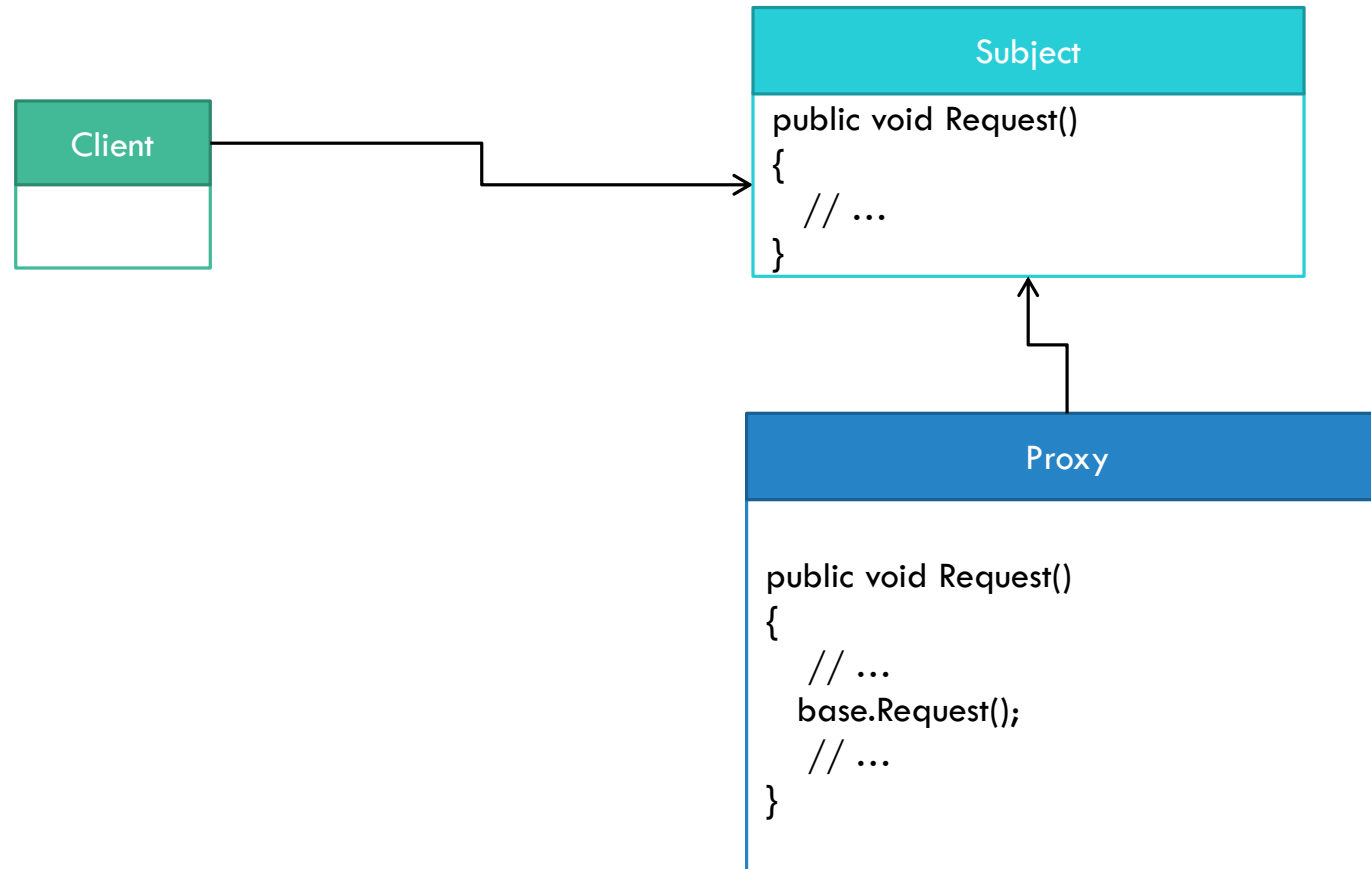 Client
Subject
public void Request()
{
// ...
}
Proxy
public void Request()
{
// ...
base.Request();
// ...
}